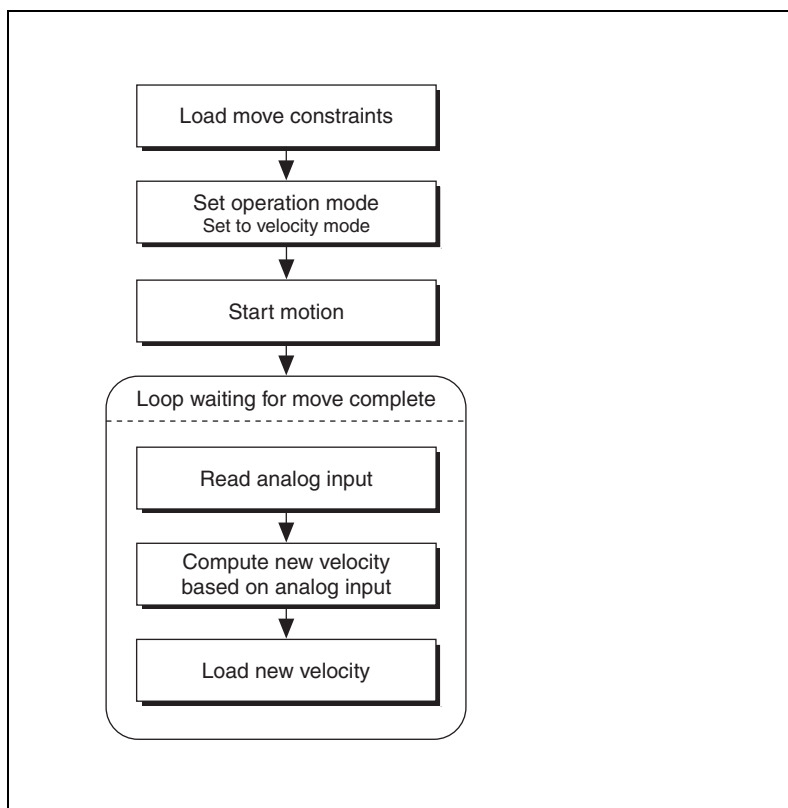 Load move constraints
Set operation mode
Set to velocity mode
Start motion
Loop waiting for move complete
Read analog input
Compute new velocity
based on analog input
Load new velocity